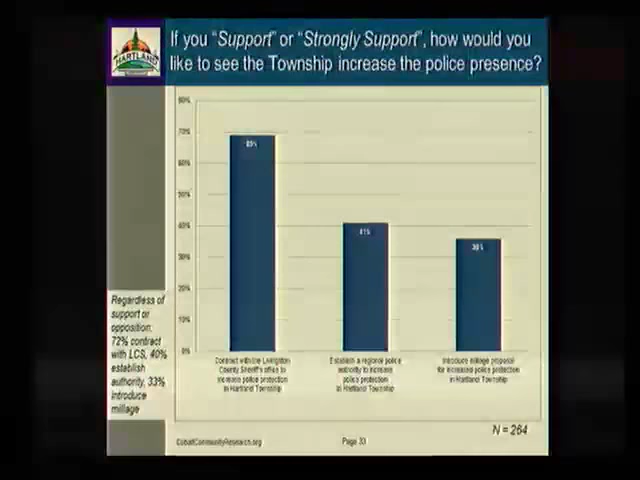 HARTLAND
If you “Support” or “Strongly Support”, how would you
like to see the Township increase the police presence?
80%
70%
60%
50%
40%
30%
20%
10%
0%
69%
41%
36%
Contract with the Livingston
County Sheriff's office to
increase police protection
in Hartland Township
Establish a regional police
authority to increase
police protection
in Hartland Township
Introduce millage proposal
for increased police protection
in Hartland Township
Regardless of
support or
opposition:
72% contract
with LCS, 40%
establish
authority, 33%
introduce
millage
N = 264
CobaltCommunityResearch.org
Page 33